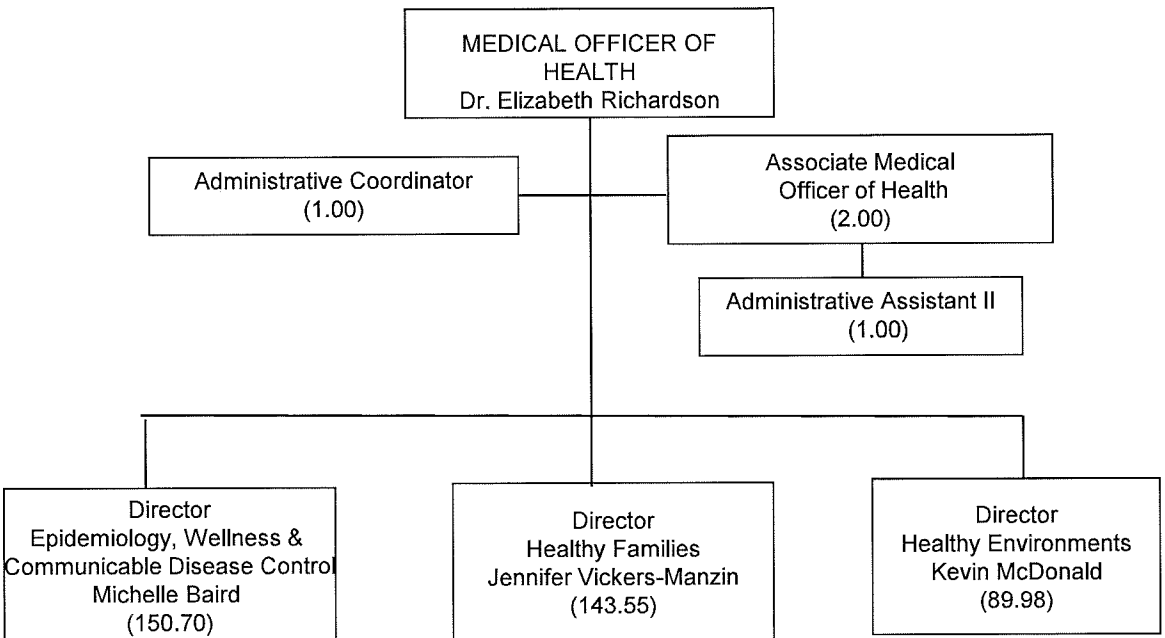 MEDICAL OFFICER OF
HEALTH
Dr. Elizabeth Richardson
Administrative Coordinator
(1.00)
Associate Medical
Officer of Health
(2.00)
Administrative Assistant II
(1.00)
Director
Epidemiology, Wellness &
Communicable Disease Control
Michelle Baird
(150.70)
Director
Healthy Families
Jennifer Vickers-Manzin
(143.55)
Director
Healthy Environments
Kevin McDonald
(89.98)